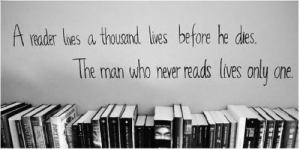 A reader lives a thousand lives before he dies.
The man who never reads lives only one.